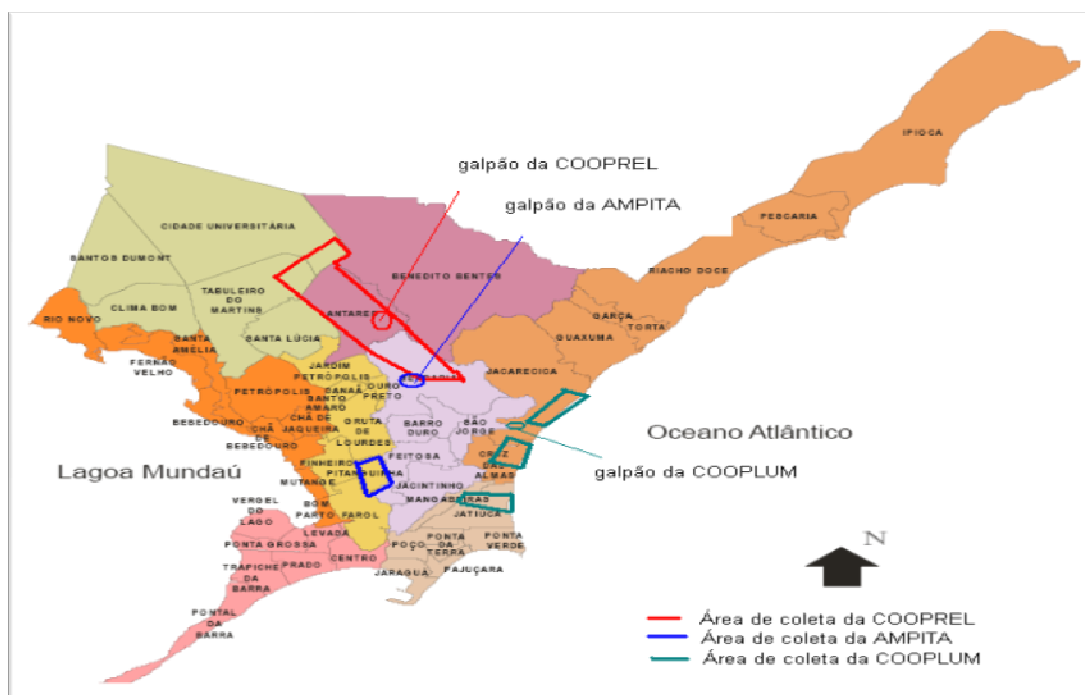 IPIOCA
galpão da COOPREL
galpão da AMPITA
PESCARIA
CIDADE UNIVERSITÁRIA
SANTOS DUMONT
RIACHO DOCE
BENEDITO BENTES
TABULEIRO
DO
MARTINS
CLIMA BOM
RIO NOVO
GARÇA
TORTA
GUAXUMA
SANTA
AMÉLIA
SANTA LÚCIA
FERNÃO
VELHO
JARDIM
PETRÓPOLIS
CANAÃ
SANTO
AMARO
OURO
PRETO
JACARECICA
PETRÓPOLIS
BEBEDOURO
CHÃ DE
JAQUEIRA
CHÃ
DE
BEBEDOURO
GRUTA
DE
LOURDES
BARRO
DURO
SÃO
JORGE
Oceano Atlântico
FEITOSA
CRUZ
DAS
ALMAS
galpão da COOPLUM
Lagoa Mundaú
PINHEIRO
PITANGUINHA
MUTANGE
JACINTINHO
MANGABEIRAS
JATIUCA
VERGEL
DO
LAGO
BOM
PARTO
FAROL
LEVADA
PONTA GROSSA
POÇO
PONTA
DA
TERRA
PONTA
VERDE
CENTRO
TRAPICHE
DA
BARRA
PRADO
JARAGUÁ
PAJUÇARA
N
PONTAL
DA
BARRA
Área de coleta da COOPREL
Área de coleta da AMPITA
Área de coleta da COOPLUM